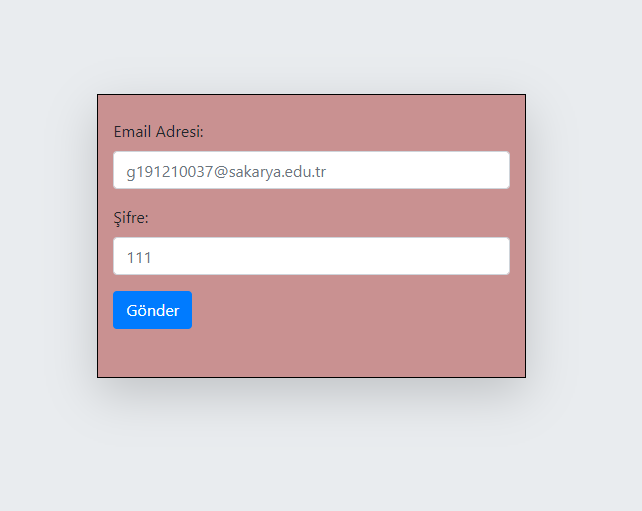 Email Adresi:
g191210037@sakarya.edu.tr
Şifre:
111
Gönder